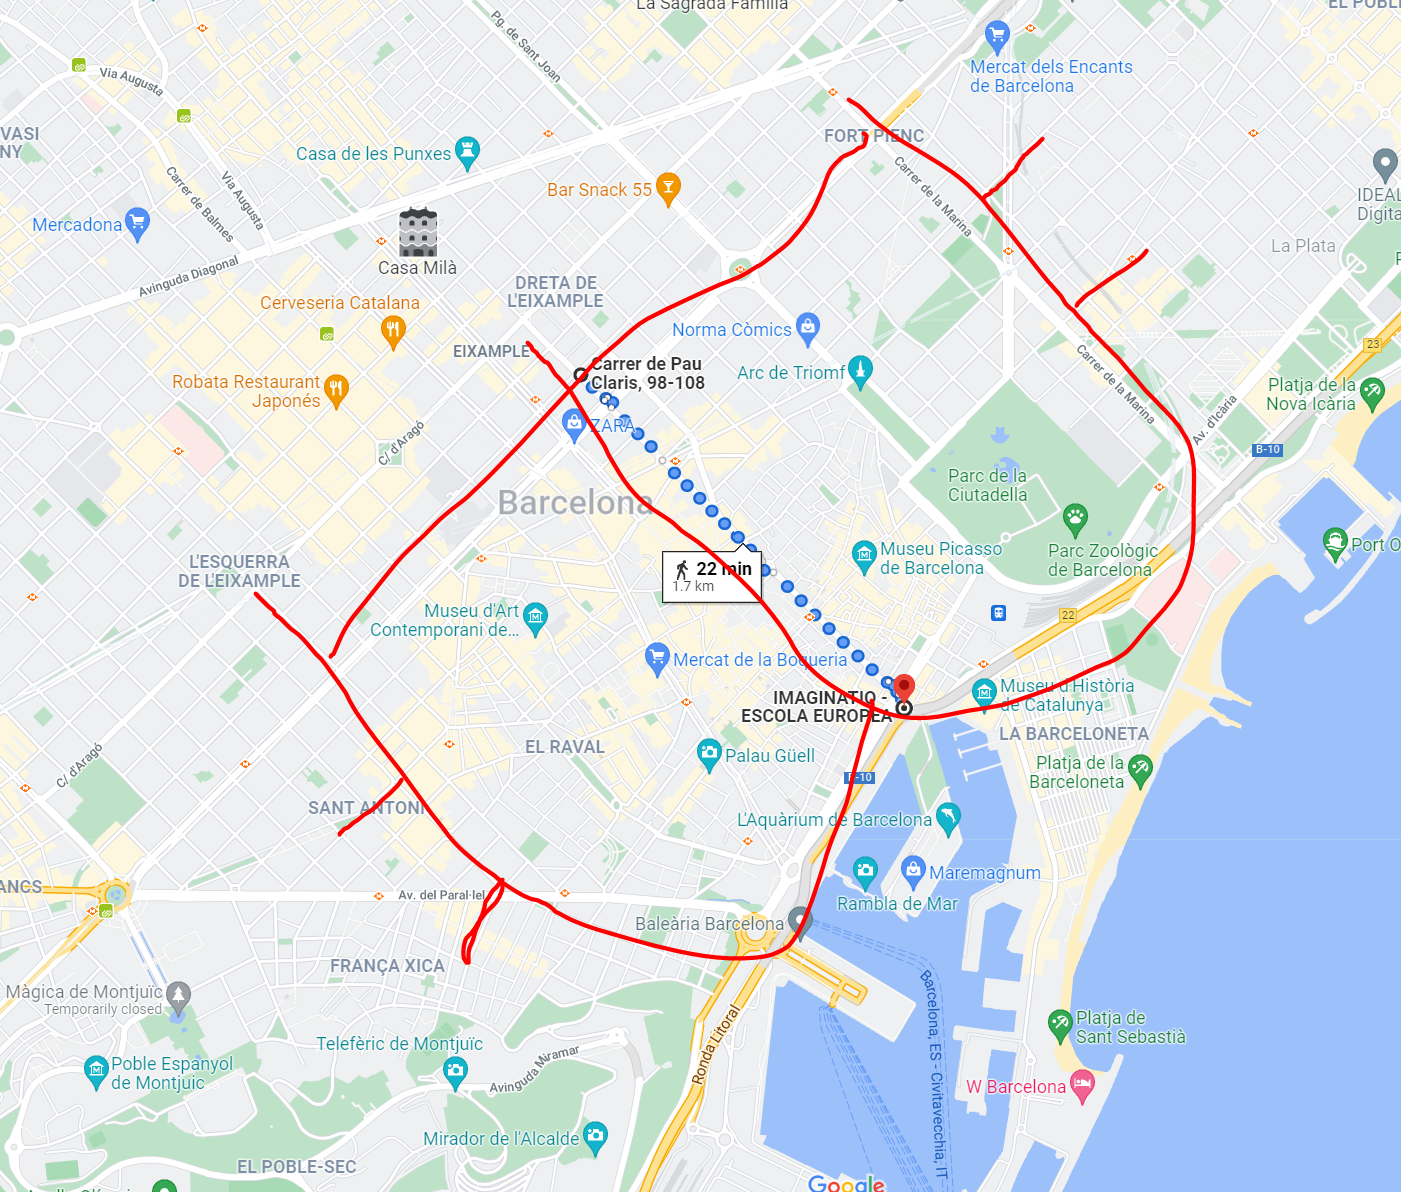 La Sagrada Familia
Pg. de Sant Joan
Via Augusta
Mercat dels Encants
de Barcelona
VASI
NY
FORT PIENC
Casa de les Punxes
Carrer de Balmes
Via Augusta
Bar Snack 55
Carrer de la Marina
IDEAL
Digita
Mercadona
Avinguda Diagonal
Casa Milà
La Plata
DRETA DE
L'EIXAMPLE
Cerveseria Catalana
Norma Còmics
EIXAMPLE
23
Carrer de Pau
Claris, 98-108
Arc de Triomf
Carrer de la Marina
Robata Restaurant
Japonés
Platja de la
Nova Icària
Av. d'Icària
ZARA
C/ d'Aragó
B-10
Parc de la
Ciutadella
Barcelona
Museu Picasso
de Barcelona
Parc Zoològic
de Barcelona
Port O
L'ESQUERRA
DE L'EIXAMPLE
22 min
1.7 km
22
Museu d'Art
Contemporani de...
Mercat de la Boqueria
IMAGINATIO -
ESCOLA EUROPEA
Museu d'Història
de Catalunya
LA BARCELONETA
EL RAVAL
Palau Güell
C/ d'Aragó
B-10
Platja de la
Barceloneta
SANT ANTONI
L'Aquàrium de Barcelona
Maremagnum
ANCS
Av. del Paral·lel
Rambla de Mar
Baleària Barcelona
FRANÇA XICA
Màgica de Montjuïc
Temporarily closed
Barcelona, ES - Civitavecchia, IT
Platja de
Sant Sebastià
Ronda Litoral
Telefèric de Montjuïc
Avinguda Miramar
Poble Espanyol
de Montjuïc
W Barcelona
Mirador de l'Alcalde
EL POBLE-SEC
Google